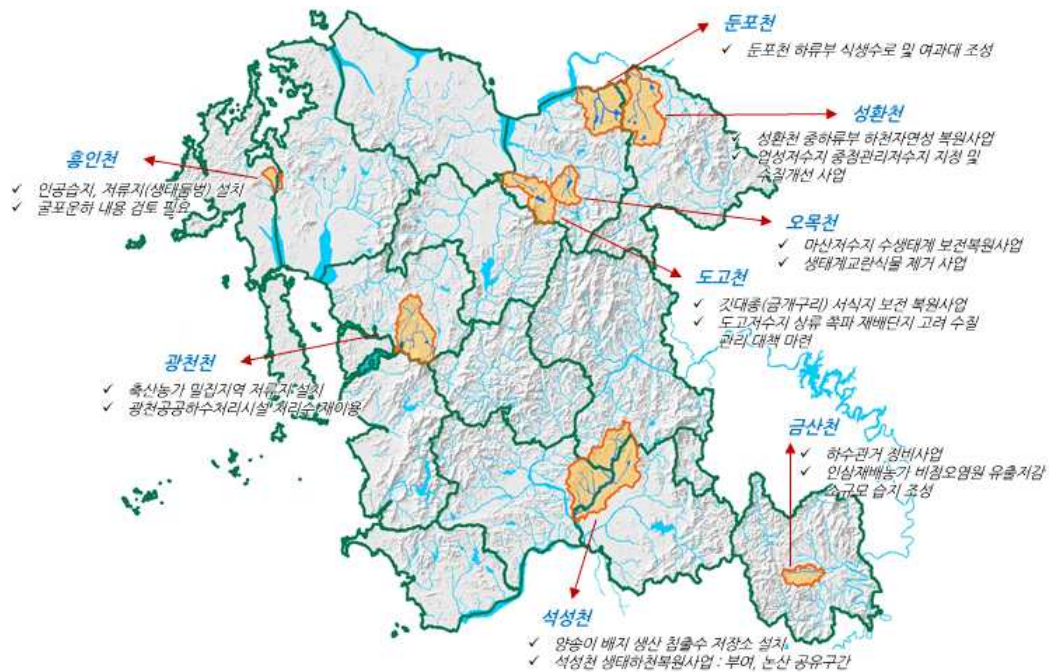 둔포천
✓ 둔포천 하류부 식생수로 및 여과대 조성
성환천
✓ 성환천 중하류부 하천자연성 복원사업
✓ 업성저수지 중점관리저수지 지정 및
수질개선 사업
흥인천
✓ 인공습지, 저류지(생태둠벙) 설치
✓ 굴포운하 내용 검토 필요
오목천
✓ 마산저수지 수생태계 보전복원사업
✓ 생태계교란식물 제거 사업
도고천
✓ 깃대종(금개구리) 서식지 보전 복원사업
✓ 도고저수지 상류 쪽파 재배단지 고려 수질
관리 대책 마련
광천천
✓ 축산농가 밀집지역 저류지 설치
✓ 광천공공하수처리시설 처리수 재이용
금산천
✓ 하수관거 정비사업
✓ 인삼재배농가 비점오염원 유출저감
소규모 습지 조성
석성천
✓ 양송이 배지 생산 침출수 저장소 설치
✓ 석성천 생태하천복원사업 : 부여, 논산 공유구간